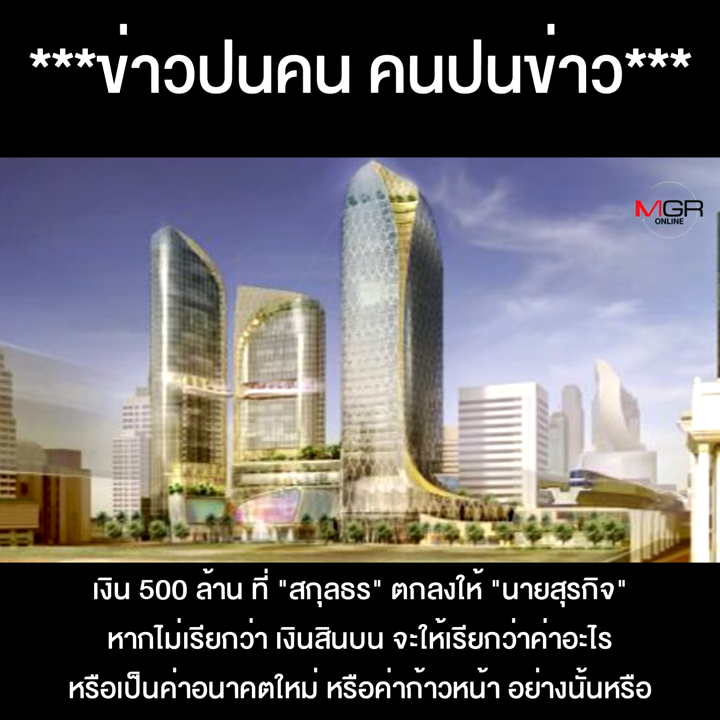 ***ข่าวปนคน คนปนข่าว***
MGR
ONLINE
เงิน 500 ล้าน ที่ "สกุลธร" ตกลงให้ "นายสุรกิจ"
หากไม่เรียกว่า เงินสินบน จะให้เรียกว่าค่าอะไร
หรือเป็นค่าอนาคตใหม่ หรือค่าก้าวหน้า อย่างนั้นหรือ